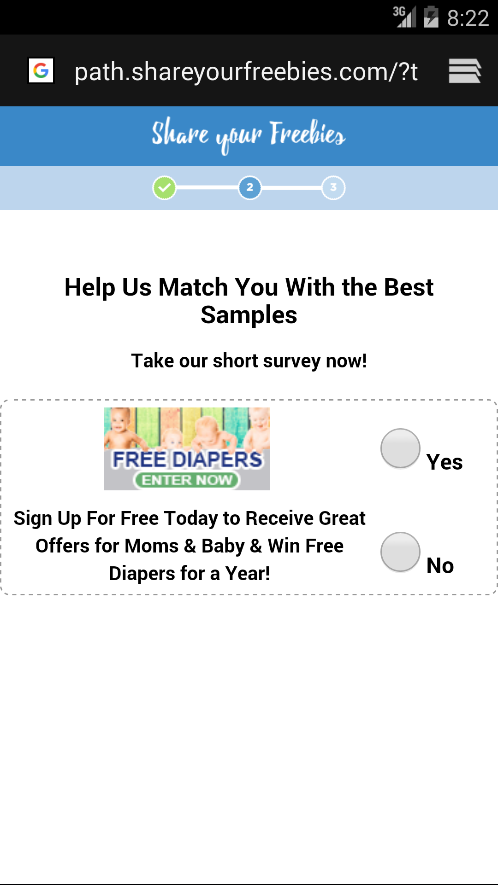 3G 8:22
path.shareyourfreebies.com/?t
Share your Freebies
2 3
Help Us Match You With the Best
Samples
Take our short survey now!
FREE DIAPERS
ENTER NOW
Yes
Sign Up For Free Today to Receive Great
Offers for Moms & Baby & Win Free
Diapers for a Year!
No